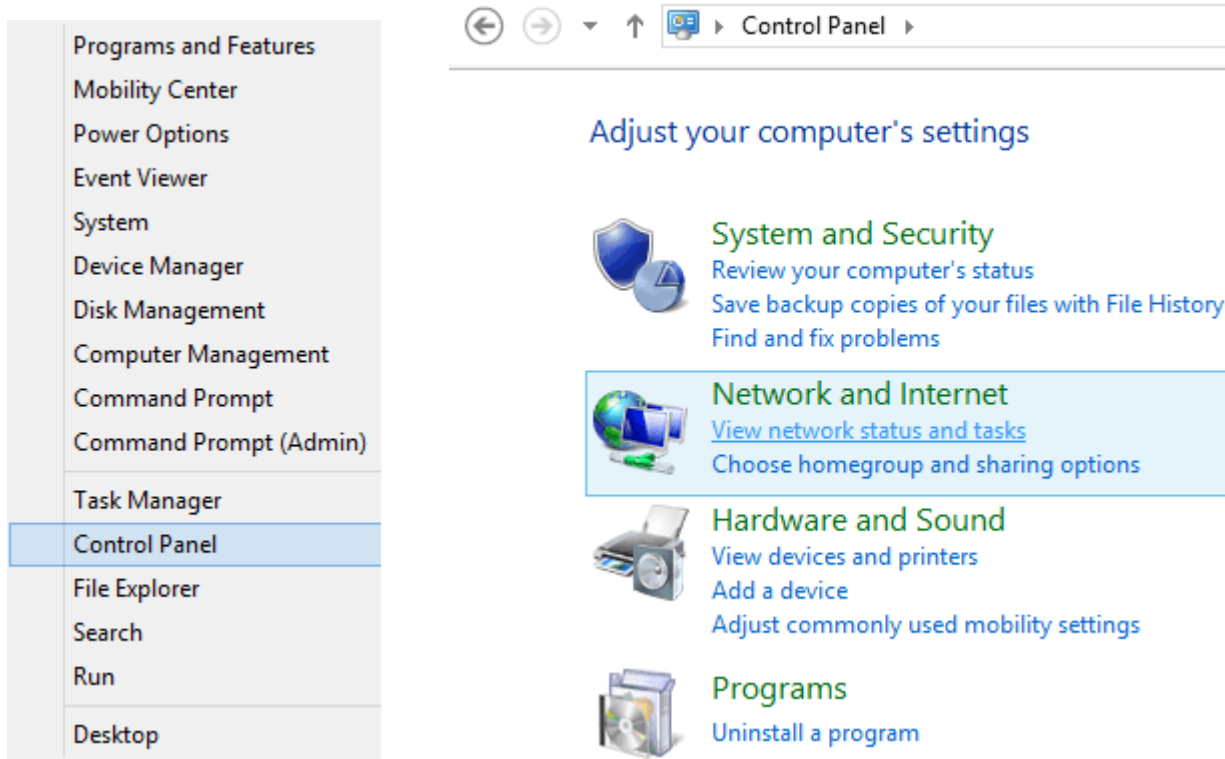 Programs and Features
Mobility Center
Power Options
Event Viewer
System
Device Manager
Disk Management
Computer Management
Command Prompt
Command Prompt (Admin)
Task Manager
Control Panel
File Explorer
Search
Run
Desktop
Control Panel
Adjust your computer's settings
System and Security
Review your computer's status
Save backup copies of your files with File History
Find and fix problems
Network and Internet
View network status and tasks
Choose homegroup and sharing options
Hardware and Sound
View devices and printers
Add a device
Adjust commonly used mobility settings
Programs
Uninstall a program